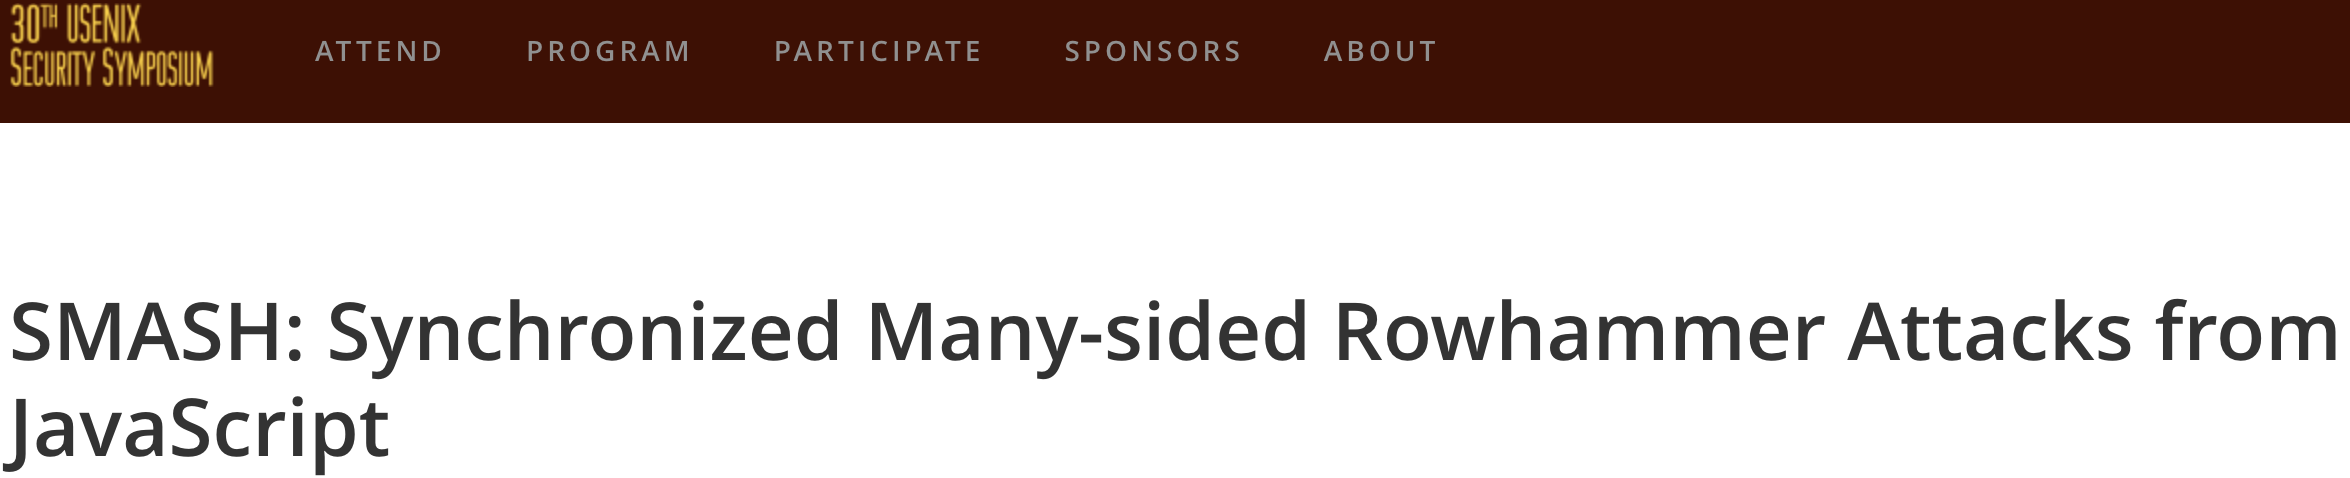 30TH USENIX
SECURITY SYMPOSIUM
ATTEND PROGRAM PARTICIPATE SPONSORS ABOUT
SMASH: Synchronized Many-sided Rowhammer Attacks from
JavaScript